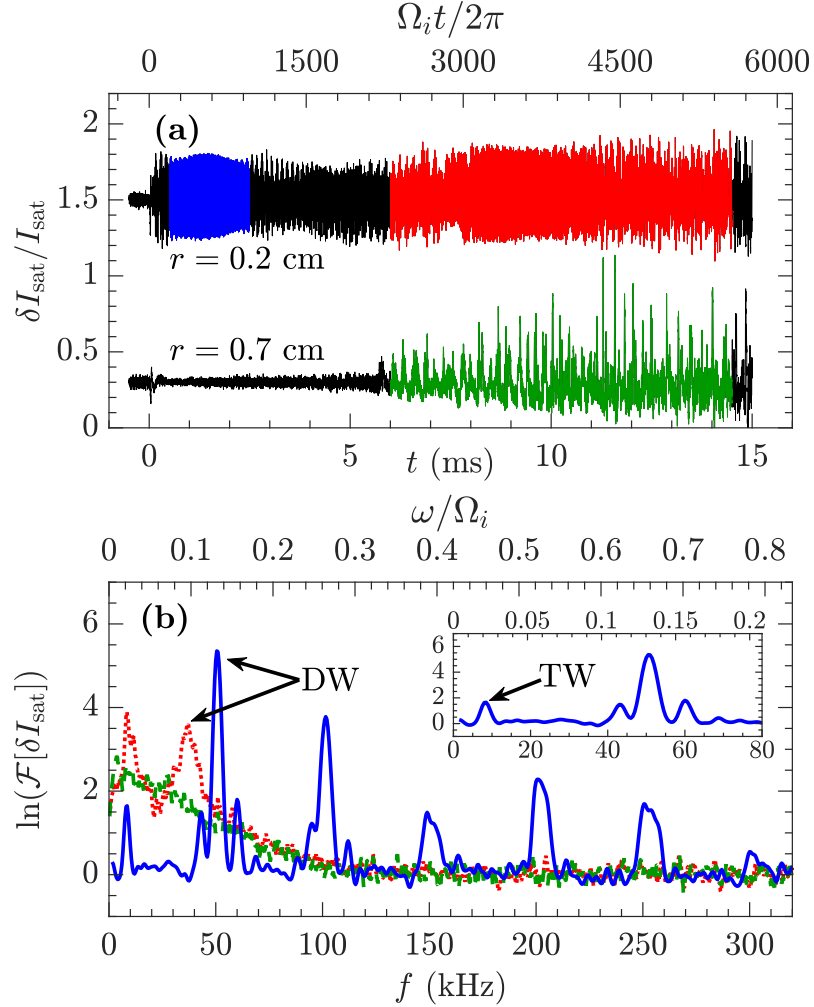 Ω_i t/2π
0 1500 3000 4500 6000
(a)
2
1.5
1
0.5
0
δI_sat/I_sat
r = 0.2 cm
r = 0.7 cm
0 5 10 15
t (ms)
ω/Ω_i
0 0.1 0.2 0.3 0.4 0.5 0.6 0.7 0.8
(b)
6
4
2
0
ln(ℱ[δI_sat])
DW
0 0.05 0.1 0.15 0.2
6
4
2
0
TW
0 20 40 60 80
0 50 100 150 200 250 300
f (kHz)